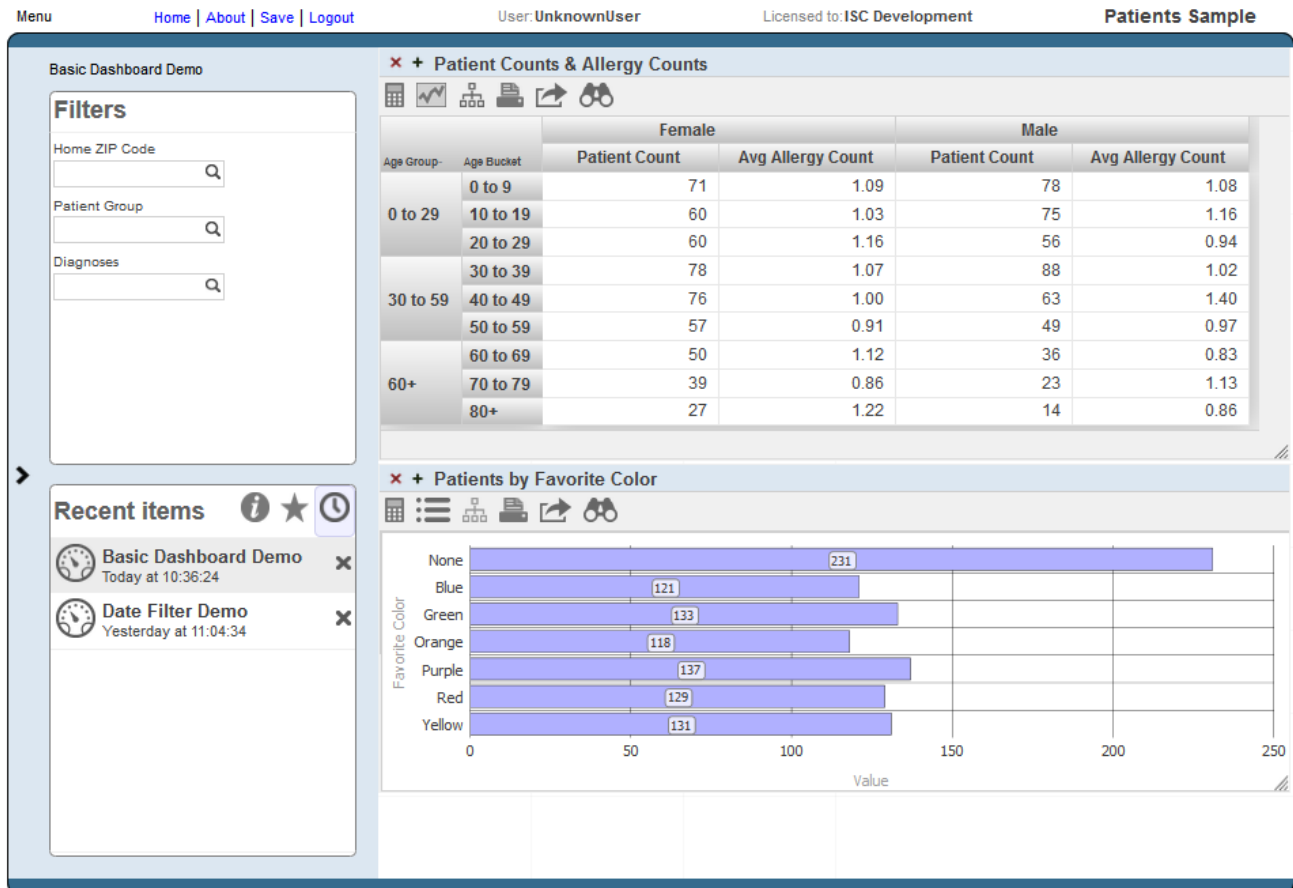 Menu Home | About | Save | Logout User:UnknownUser Licensed to:ISC Development Patients Sample
Basic Dashboard Demo
Filters
Home ZIP Code
Patient Group
Diagnoses
Recent items
Basic Dashboard Demo
Today at 10:36:24
Date Filter Demo
Yesterday at 11:04:34
Patient Counts & Allergy Counts
Female Male
Age Group- Age Bucket Patient Count Avg Allergy Count Patient Count Avg Allergy Count
0 to 9 71 1.09 78 1.08
0 to 29 10 to 19 60 1.03 75 1.16
20 to 29 60 1.16 56 0.94
30 to 39 78 1.07 88 1.02
30 to 59 40 to 49 76 1.00 63 1.40
50 to 59 57 0.91 49 0.97
60 to 69 50 1.12 36 0.83
60+ 70 to 79 39 0.86 23 1.13
80+ 27 1.22 14 0.86
Patients by Favorite Color
Favorite Color
None 231
Blue 121
Green 133
Orange 118
Purple 137
Red 129
Yellow 131
0 50 100 150 200 250
Value